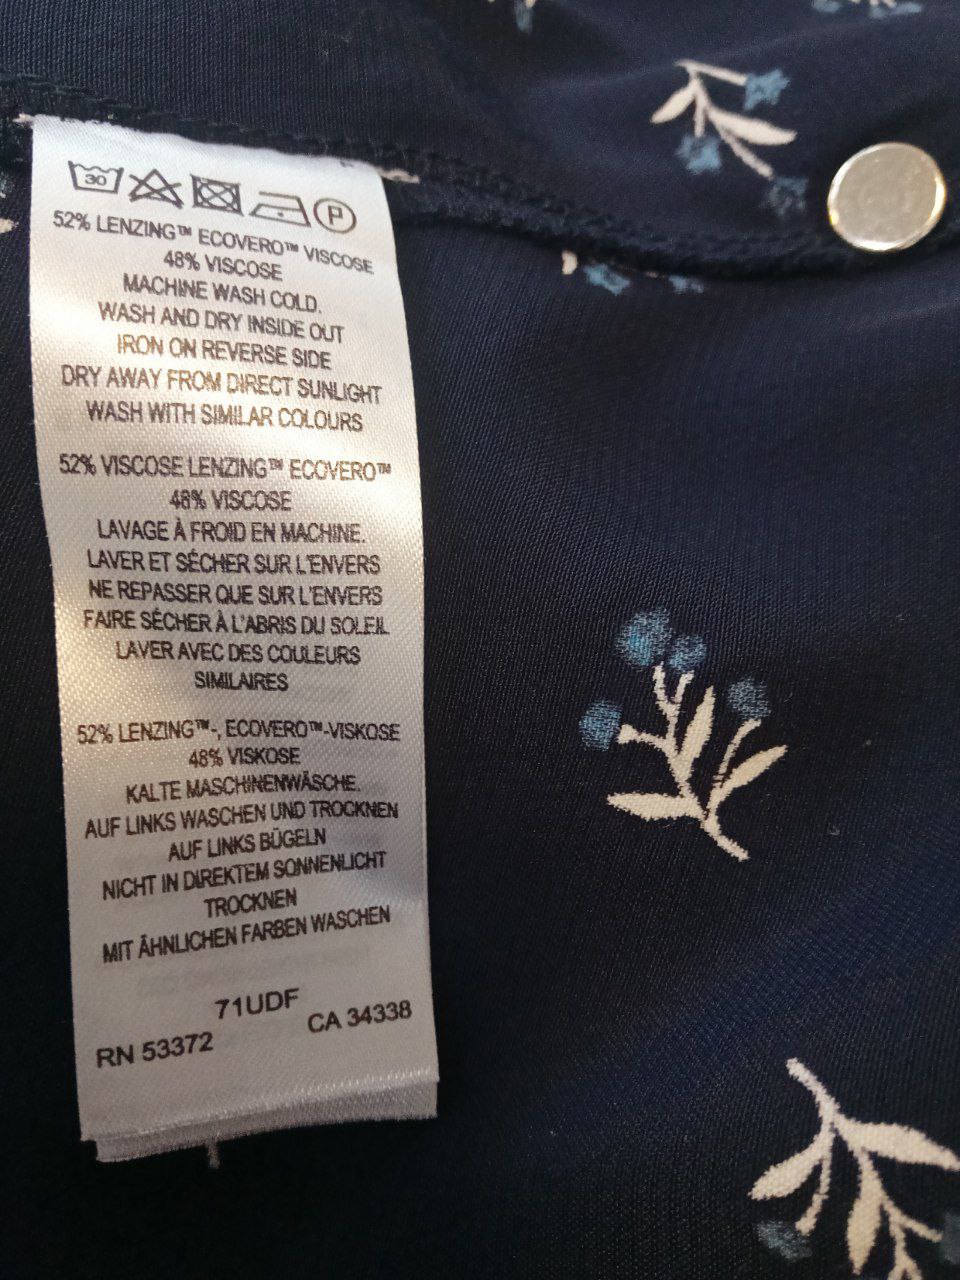 30 P
52% LENZING™ ECOVERO™ VISCOSE
48% VISCOSE
MACHINE WASH COLD.
WASH AND DRY INSIDE OUT
IRON ON REVERSE SIDE
DRY AWAY FROM DIRECT SUNLIGHT
WASH WITH SIMILAR COLOURS
52% VISCOSE LENZING™ ECOVERO™
48% VISCOSE
LAVAGE À FROID EN MACHINE.
LAVER ET SÉCHER SUR L'ENVERS
NE REPASSER QUE SUR L'ENVERS
FAIRE SÉCHER À L'ABRIS DU SOLEIL
LAVER AVEC DES COULEURS
SIMILAIRES
52% LENZING™-, ECOVERO™-VISKOSE
48% VISKOSE
KALTE MASCHINENWÄSCHE.
AUF LINKS WASCHEN UND TROCKNEN
AUF LINKS BÜGELN
NICHT IN DIREKTEM SONNENLICHT
TROCKNEN
MIT ÄHNLICHEN FARBEN WASCHEN
71UDF
RN 53372 CA 34338